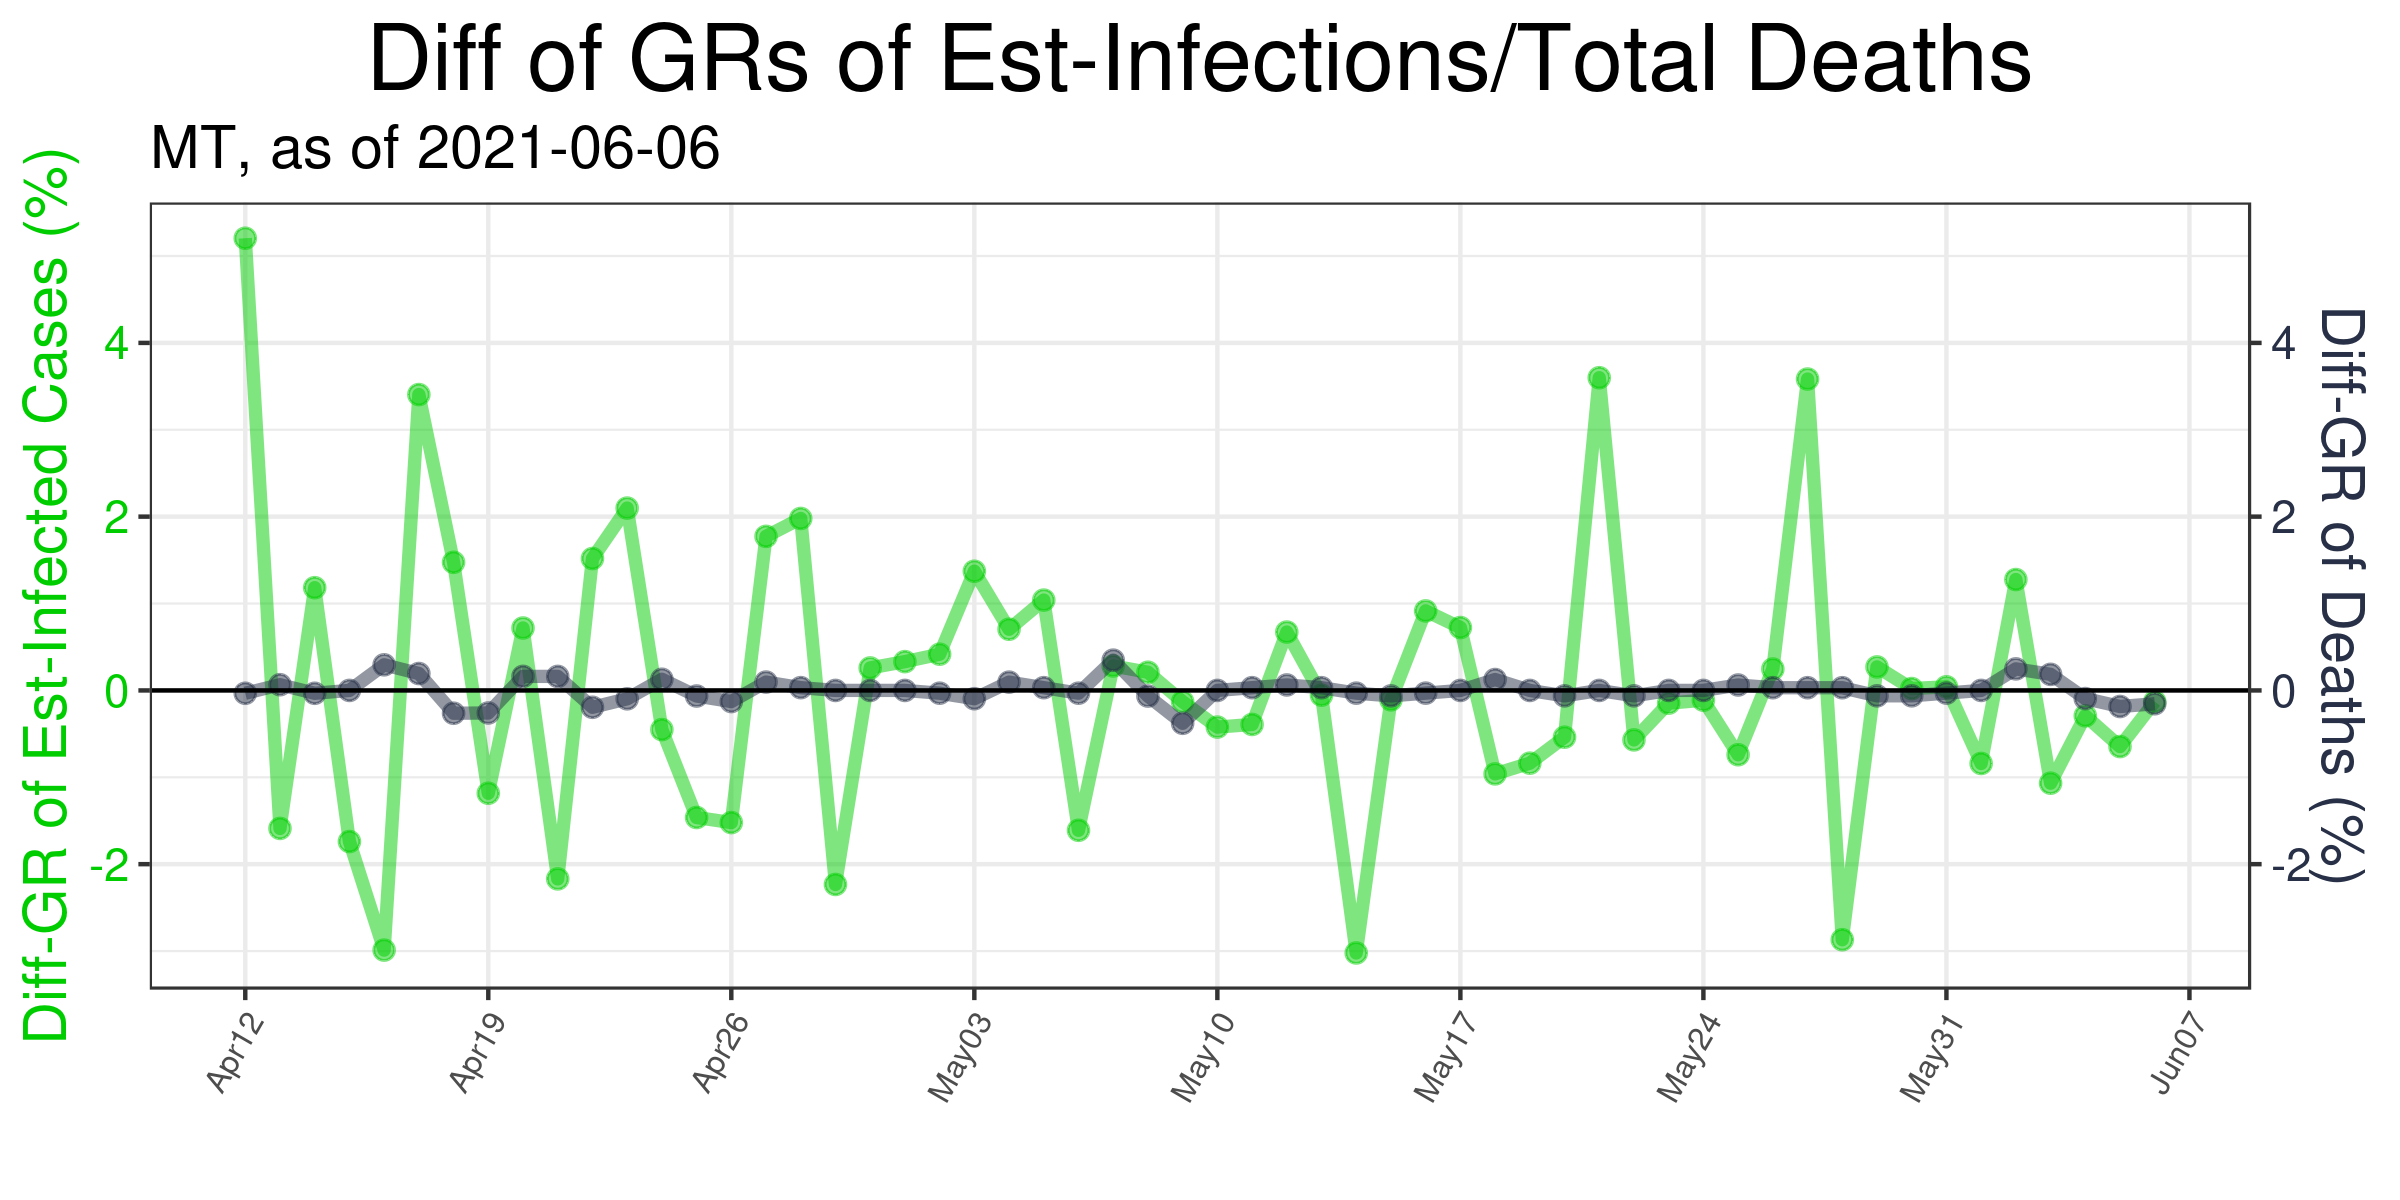 Diff of GRs of Est-Infections/Total Deaths
MT, as of 2021-06-06
Diff-GR of Est-Infected Cases (%)
4
2
0
-2
4
2
0
-2
Diff-GR of Deaths (%)
Apr12
Apr19
Apr26
May03
May10
May17
May24
May31
Jun07